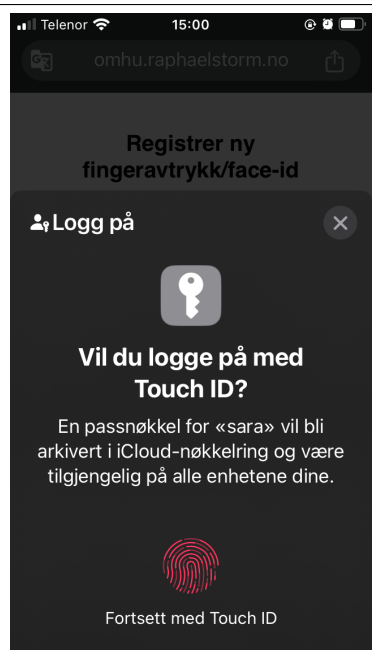 Telenor 15:00
omhu.raphaelstorm.no
Registrer ny
fingeravtrykk/face-id
Logg på
Vil du logge på med
Touch ID?
En passnøkkel for «sara» vil bli
arkivert i iCloud-nøkkelring og være
tilgjengelig på alle enhetene dine.
Fortsett med Touch ID